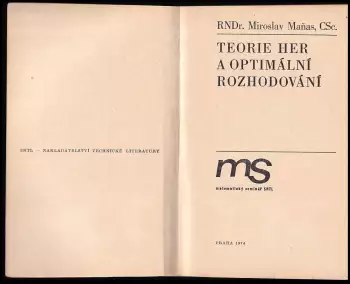 SNTL - NAKLADATELSTVÍ TECHNICKÉ LITERATURY
RNDr. Miroslav Maňas, CSc.
TEORIE HER
A OPTIMÁLNÍ
ROZHODOVÁNÍ
ms
matematický seminář SNTL
PRAHA 1974